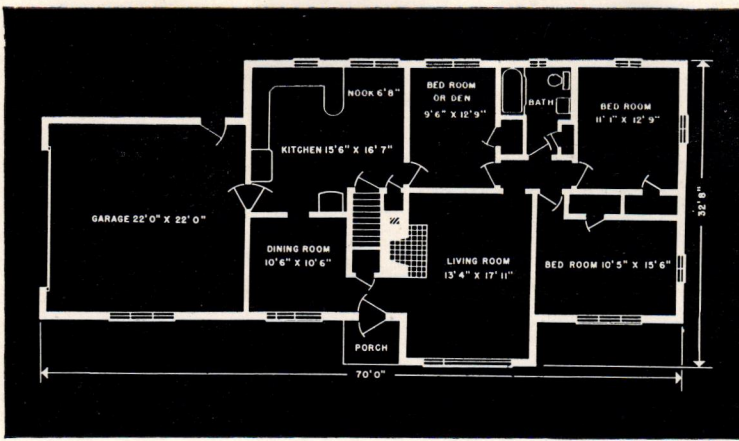 NOOK 6'8"
BED ROOM
OR DEN
9'6" X 12'9"
BATH
BED ROOM
11'1" X 12'9"
KITCHEN 15'6" X 16'7"
GARAGE 22'0" X 22'0"
32'8"
DINING ROOM
10'6" X 10'6"
LIVING ROOM
13'4" X 17'11"
BED ROOM 10'5" X 15'6"
PORCH
70'0"